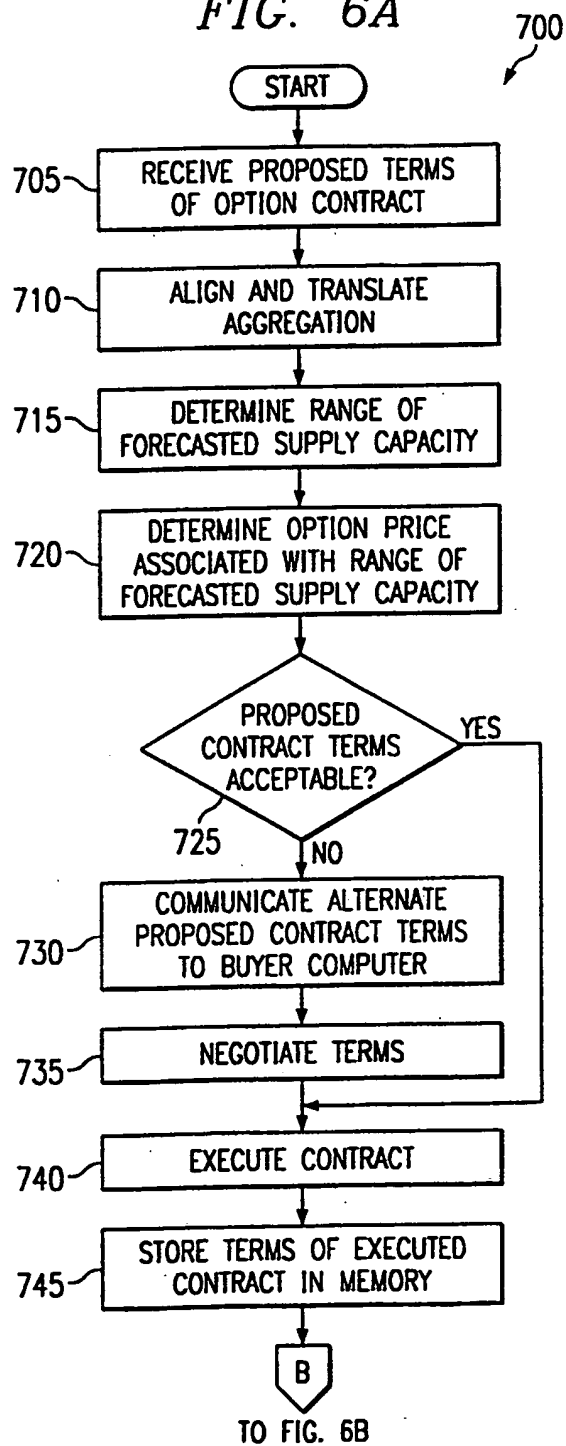 FIG. 6A
700
START
705
RECEIVE PROPOSED TERMS
OF OPTION CONTRACT
710
ALIGN AND TRANSLATE
AGGREGATION
715
DETERMINE RANGE OF
FORECASTED SUPPLY CAPACITY
720
DETERMINE OPTION PRICE
ASSOCIATED WITH RANGE OF
FORECASTED SUPPLY CAPACITY
PROPOSED
CONTRACT TERMS
ACCEPTABLE?
YES
725
NO
730
COMMUNICATE ALTERNATE
PROPOSED CONTRACT TERMS
TO BUYER COMPUTER
735
NEGOTIATE TERMS
740
EXECUTE CONTRACT
745
STORE TERMS OF EXECUTED
CONTRACT IN MEMORY
B
TO FIG. 6B